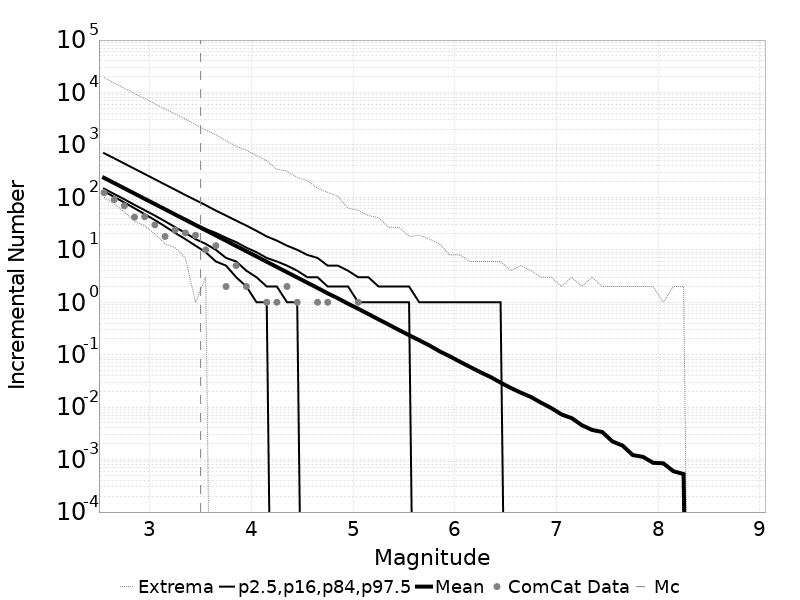 10^5
10^4
10^3
10^2
10^1
10^0
10^-1
10^-2
10^-3
10^-4
Incremental Number
3 4 5 6 7 8 9
Magnitude
Extrema p2.5,p16,p84,p97.5 Mean ComCat Data Mc